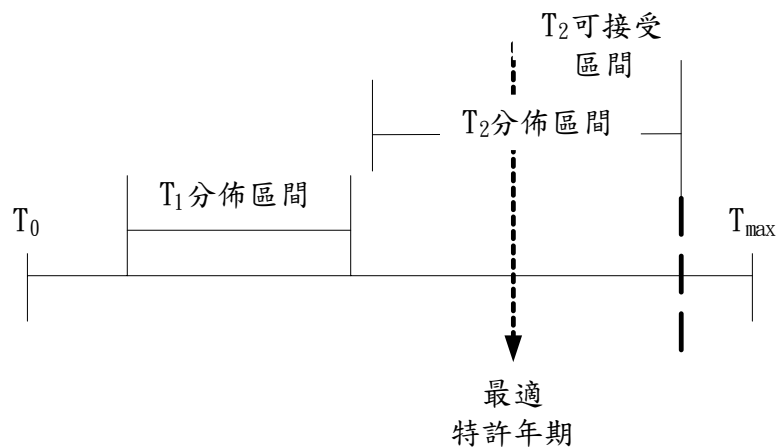 T₂可接受
區間
T₂分佈區間
T₁分佈區間
T₀
Tmax
最適
特許年期